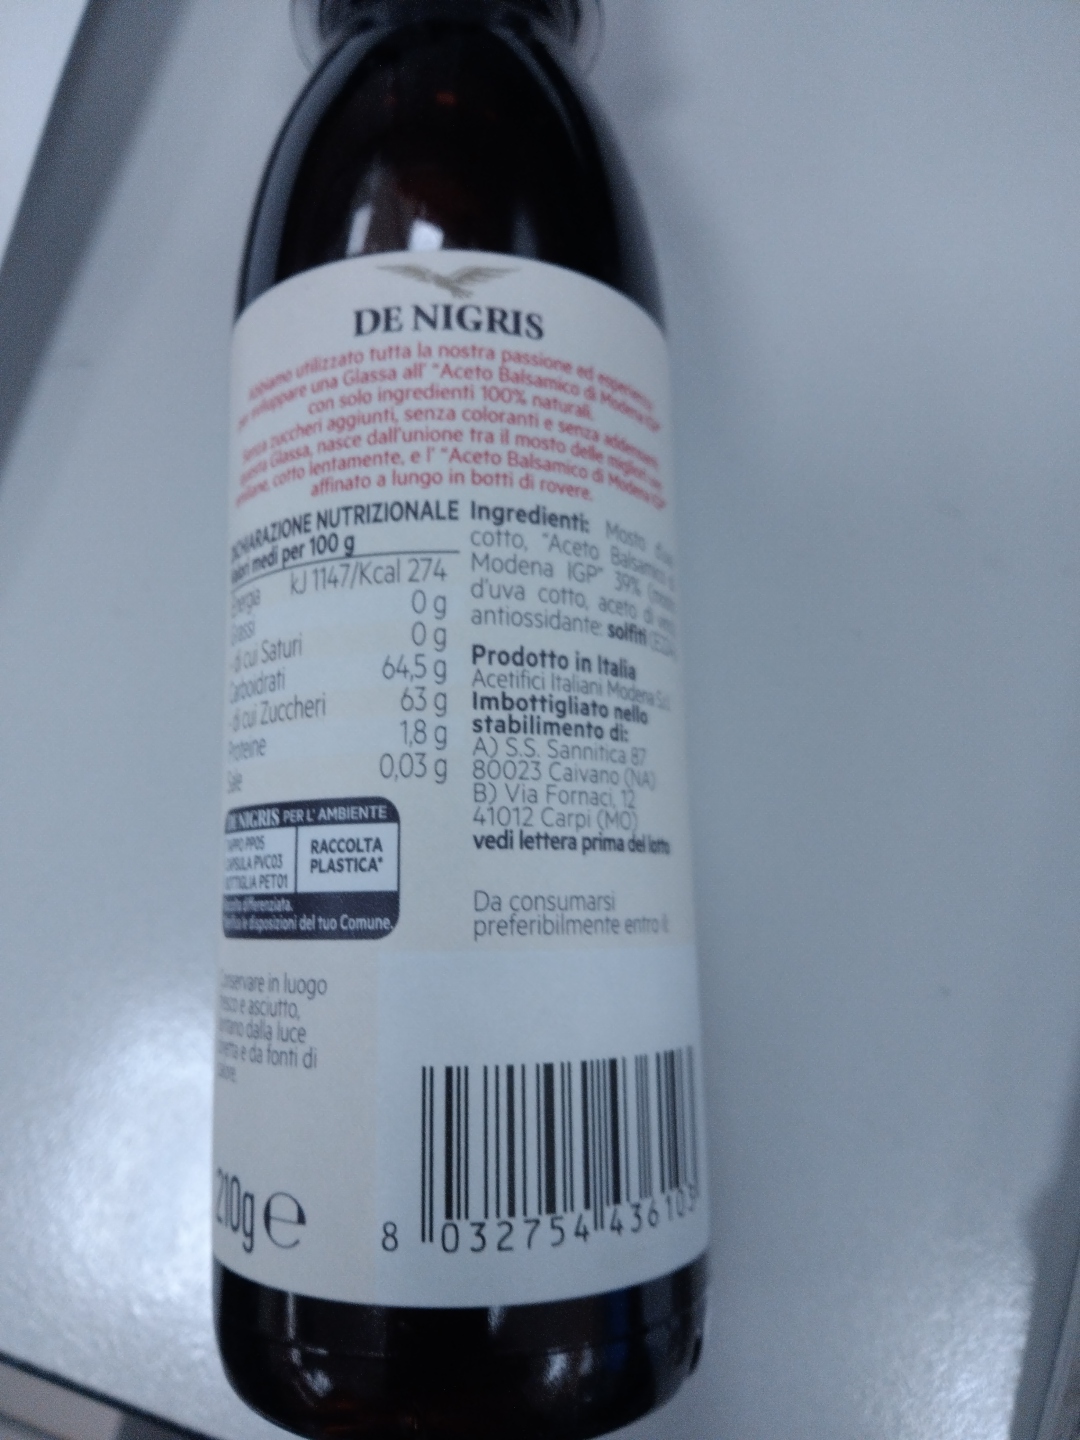 DE NIGRIS
utilizzato tutta la nostra passione ed
sviluppare una Glassa all' "Aceto Balsamico di Modena IGP"
con solo ingredienti 100% naturali.
Senza zuccheri aggiunti, senza coloranti e senza addensanti
questa Glassa, nasce dall'unione tra il mosto delle migliori uve
cotto lentamente, e l' "Aceto Balsamico di Modena IGP"
affinato a lungo in botti di rovere.
DICHIARAZIONE NUTRIZIONALE
Valori medi per 100 g
Energia kJ 1147/Kcal 274
Grassi 0 g
-di cui Saturi 0 g
Carboidrati 64,5 g
-di cui Zuccheri 63 g
Proteine 1,8 g
Sale 0,03 g
Ingredienti: Mosto d'uva
cotto, "Aceto Balsamico di
Modena IGP" 39% (mosto
d'uva cotto, aceto di vino
antiossidante: solfiti
Prodotto in Italia
Acetifici Italiani Modena
Imbottigliato nello
stabilimento di:
A) S.S. Sannitica 87
80023 Caivano (NA)
B) Via Fornaci, 12
41012 Carpi (MO)
vedi lettera prima del lotto
DE NIGRIS PER L'AMBIENTE
TAPPO PP05
CAPSULA PVC03
BOTTIGLIA PET01
RACCOLTA
PLASTICA*
differenziata.
le disposizioni del tuo Comune.
Da consumarsi
preferibilmente entro il:
Conservare in luogo
fresco e asciutto,
lontano dalla luce
diretta e da fonti di
calore.
210g e
8 032754 436103